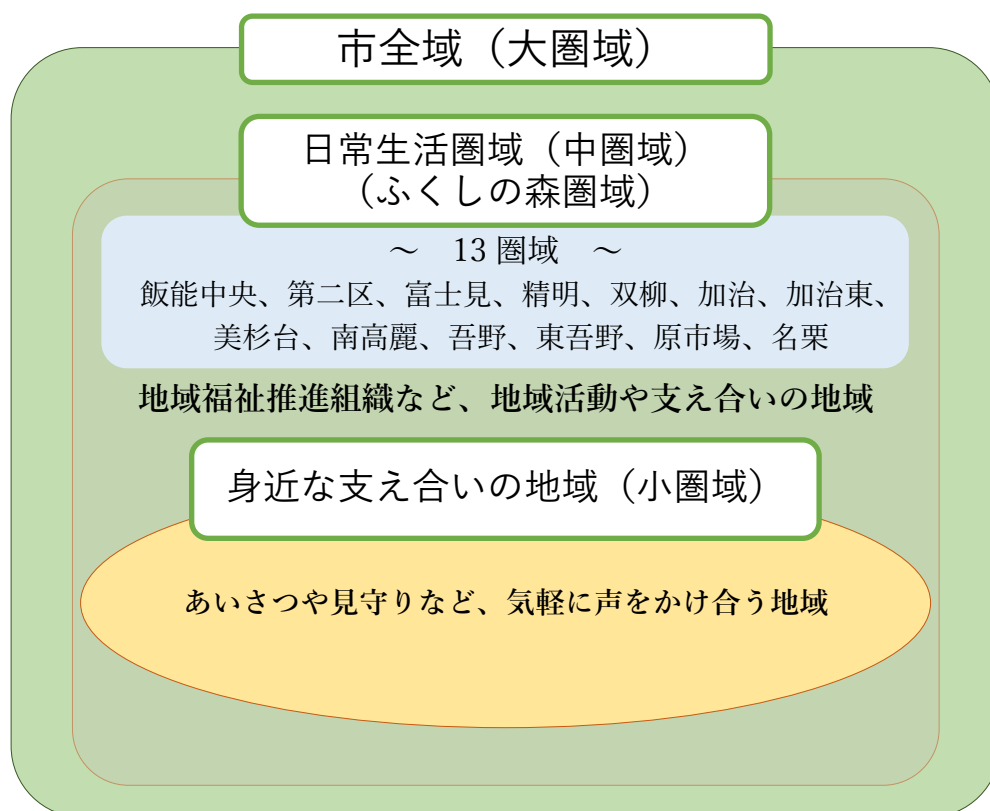 市全域（大圏域）
日常生活圏域（中圏域）
（ふくしの森圏域）
～　13 圏域　～
飯能中央、第二区、富士見、精明、双柳、加治、加治東、
美杉台、南高麗、吾野、東吾野、原市場、名栗
地域福祉推進組織など、地域活動や支え合いの地域
身近な支え合いの地域（小圏域）
あいさつや見守りなど、気軽に声をかけ合う地域